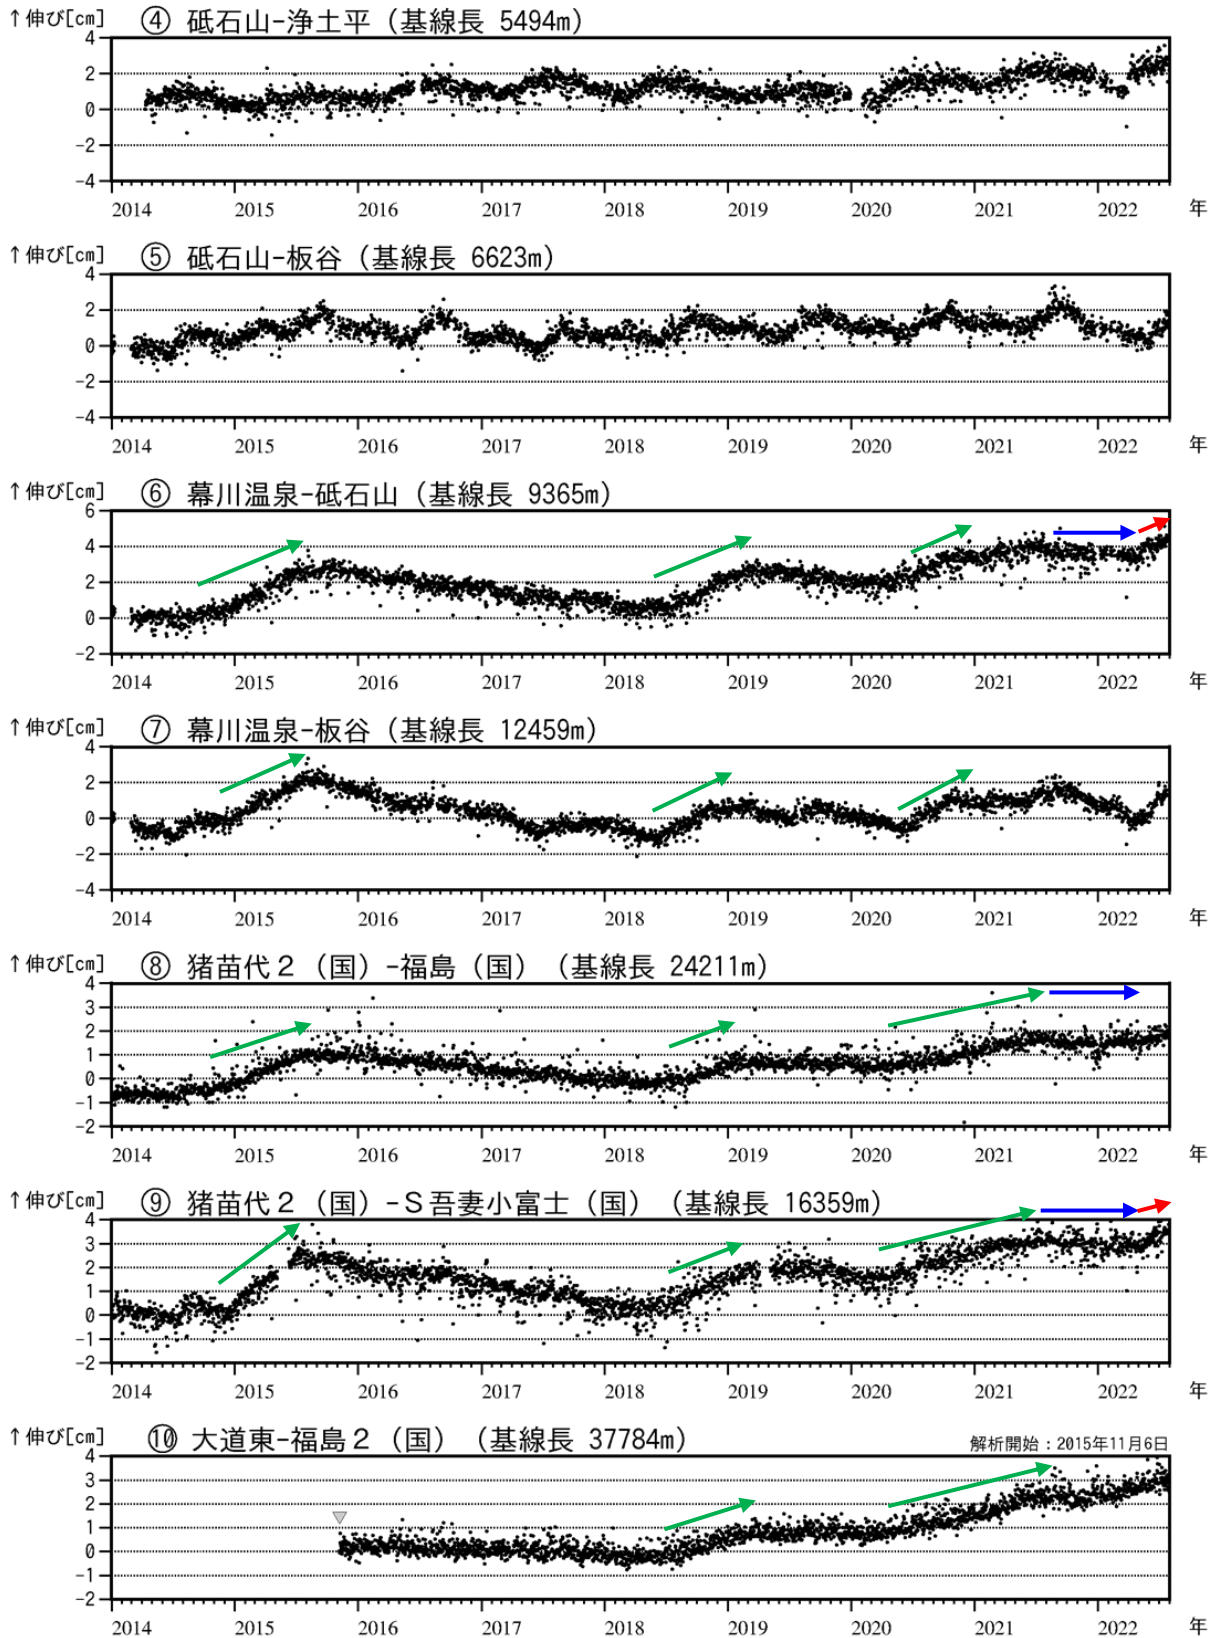 ↑伸び[cm] ④ 砥石山-浄土平（基線長 5494m）
4
2
0
-2
-4
2014 2015 2016 2017 2018 2019 2020 2021 2022 年
↑伸び[cm] ⑤ 砥石山-板谷（基線長 6623m）
4
2
0
-2
-4
2014 2015 2016 2017 2018 2019 2020 2021 2022 年
↑伸び[cm] ⑥ 幕川温泉-砥石山（基線長 9365m）
6
4
2
0
-2
2014 2015 2016 2017 2018 2019 2020 2021 2022 年
↑伸び[cm] ⑦ 幕川温泉-板谷（基線長 12459m）
4
2
0
-2
-4
2014 2015 2016 2017 2018 2019 2020 2021 2022 年
↑伸び[cm] ⑧ 猪苗代２（国）-福島（国）（基線長 24211m）
4
3
2
1
0
-1
-2
2014 2015 2016 2017 2018 2019 2020 2021 2022 年
↑伸び[cm] ⑨ 猪苗代２（国）-Ｓ吾妻小富士（国）（基線長 16359m）
4
3
2
1
0
-1
-2
2014 2015 2016 2017 2018 2019 2020 2021 2022 年
↑伸び[cm] ⑩ 大道東-福島２（国）（基線長 37784m）
解析開始：2015年11月6日
4
3
2
1
0
-1
-2
2014 2015 2016 2017 2018 2019 2020 2021 2022 年